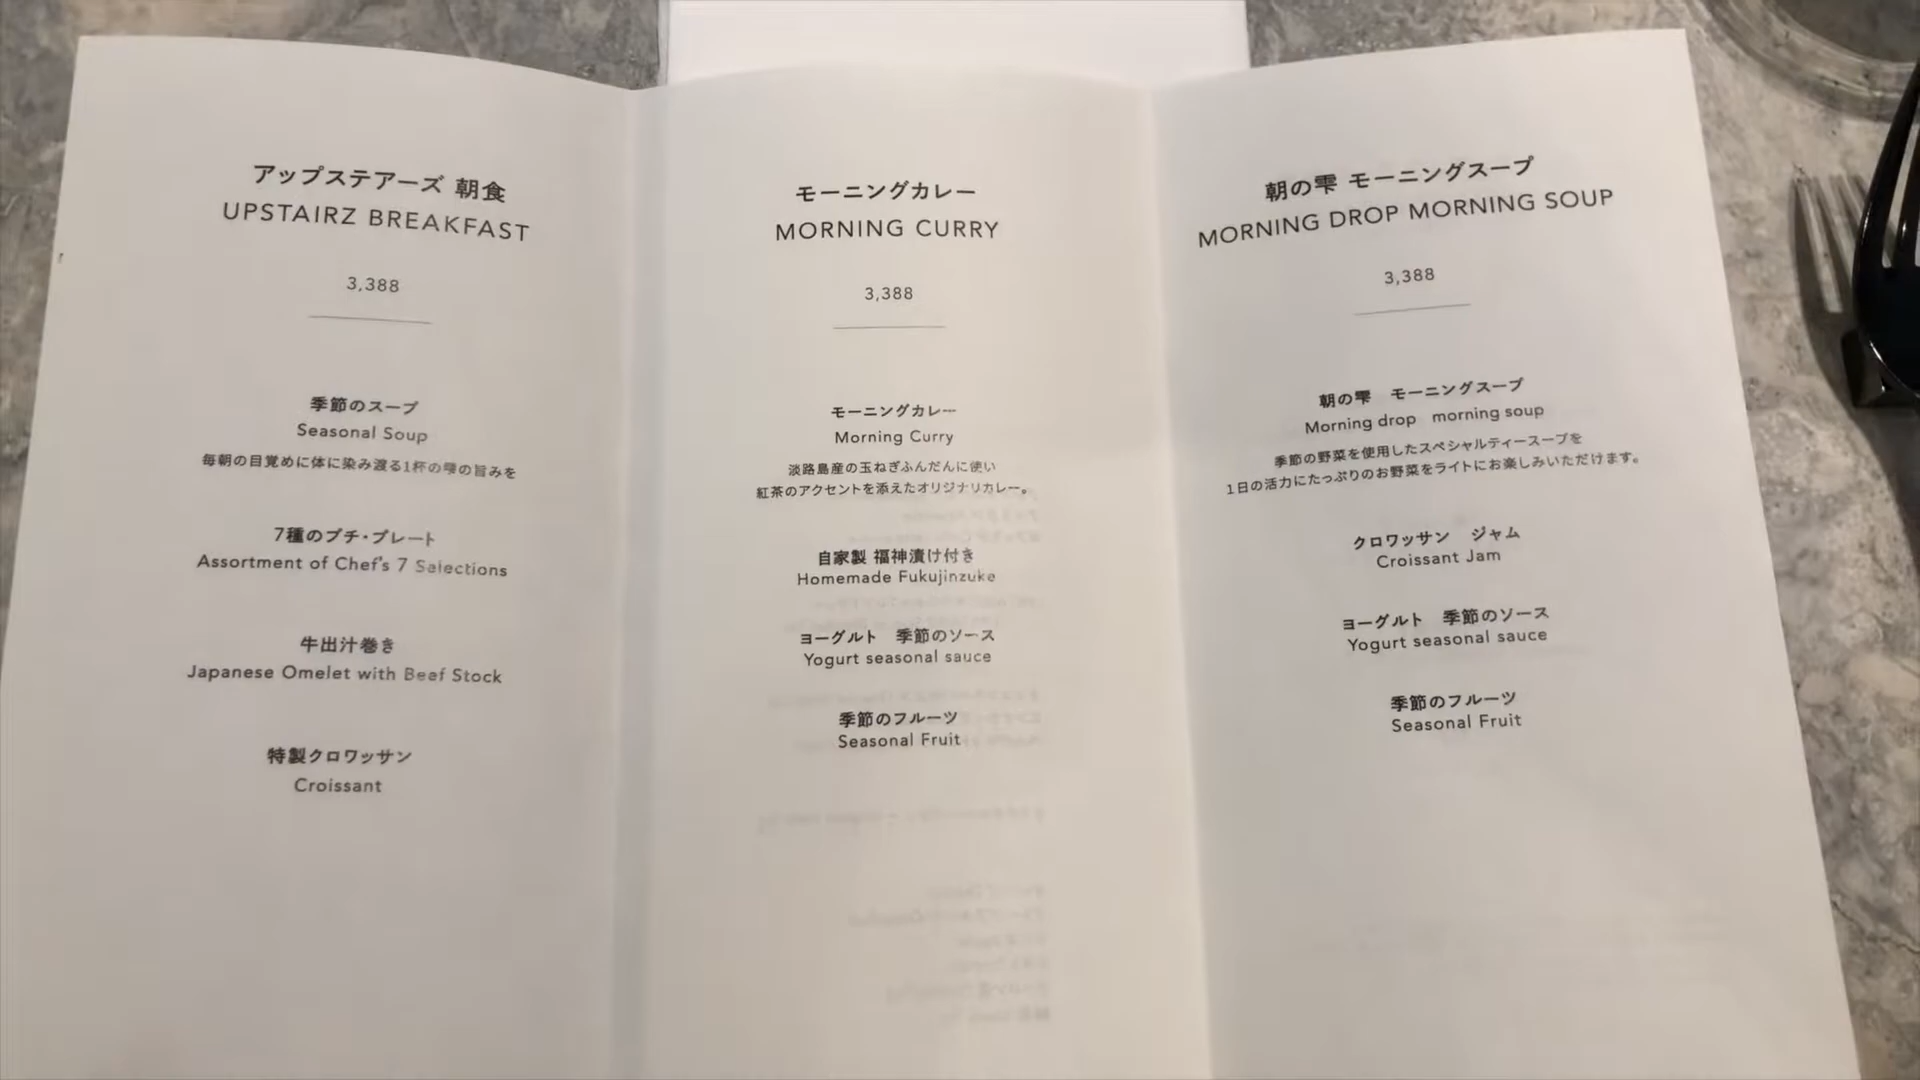 アップステアーズ 朝食
UPSTAIRZ BREAKFAST
3,388
季節のスープ
Seasonal Soup
毎朝の目覚めに体に染み渡る1杯の雫の旨みを
7種のプチ・プレート
Assortment of Chef's 7 Selections
牛出汁巻き
Japanese Omelet with Beef Stock
特製クロワッサン
Croissant
モーニングカレー
MORNING CURRY
3,388
モーニングカレー
Morning Curry
淡路島産の玉ねぎふんだんに使い
紅茶のアクセントを添えたオリジナリカレー。
自家製 福神漬け付き
Homemade Fukujinzuke
ヨーグルト　季節のソース
Yogurt seasonal sauce
季節のフルーツ
Seasonal Fruit
朝の雫 モーニングスープ
MORNING DROP MORNING SOUP
3,388
朝の雫　モーニングスープ
Morning drop　morning soup
季節の野菜を使用したスペシャルティースープを
1日の活力にたっぷりのお野菜をライトにお楽しみいただけます。
クロワッサン　ジャム
Croissant Jam
ヨーグルト　季節のソース
Yogurt seasonal sauce
季節のフルーツ
Seasonal Fruit